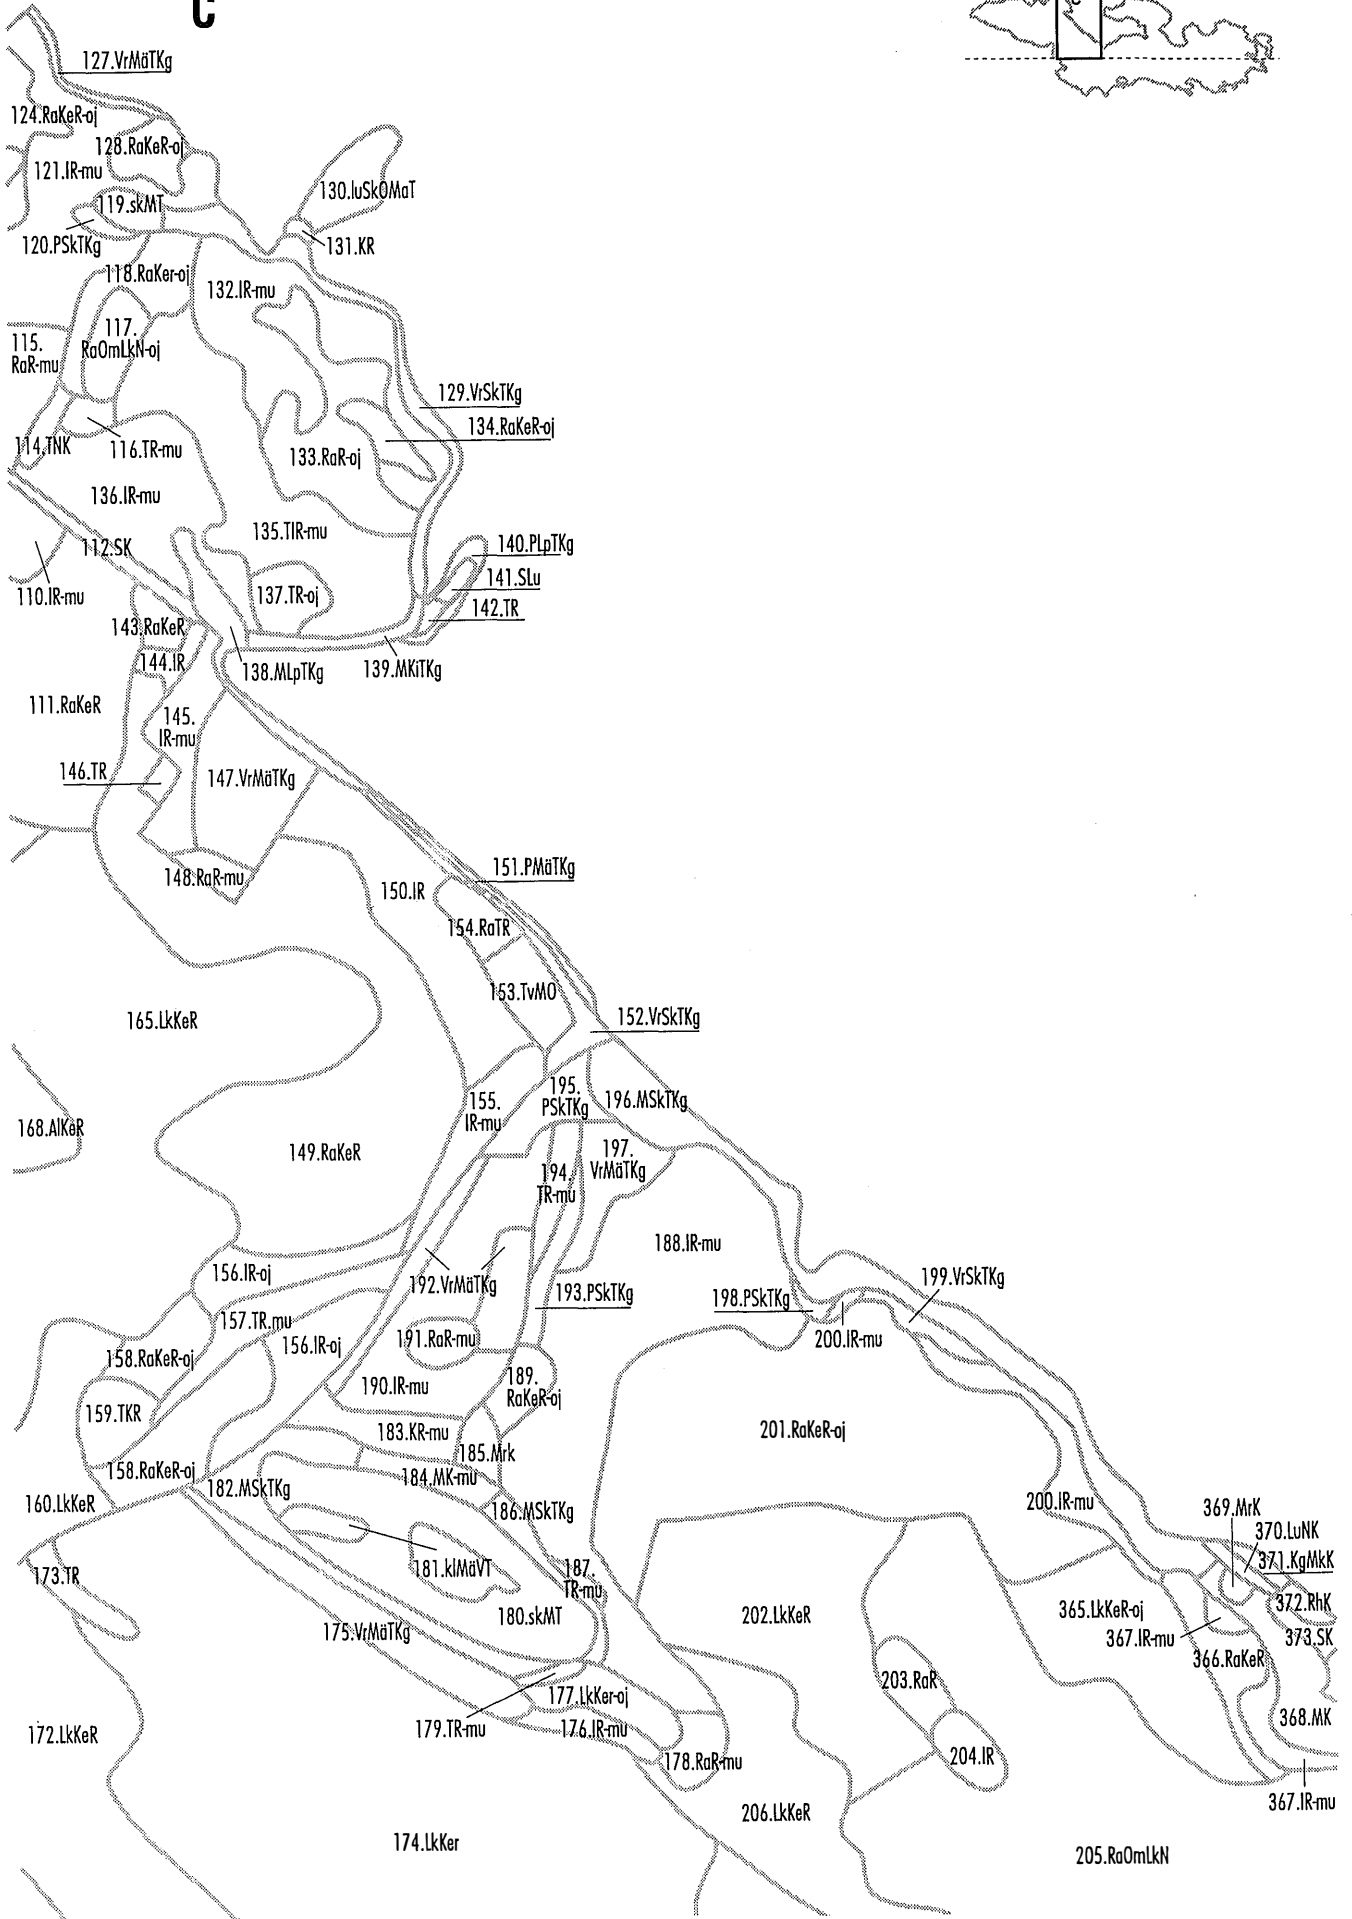 C
C
127.VrMäTKg
124.RaKeR-oj
128.RaKeR-oj
121.IR-mu
130.luSkOMaT
119.skMT
120.PSkTKg
131.KR
118.RaKer-oj
132.IR-mu
117.
RaOmLkN-oj
115.
RaR-mu
129.VrSkTKg
134.RaKeR-oj
114.TNK
116.TR-mu
133.RaR-oj
136.IR-mu
135.TIR-mu
112.SK
140.PLpTKg
141.SLu
110.IR-mu
137.TR-oj
142.TR
143.RaKeR
144.IR
138.MLpTKg
139.MKiTKg
111.RaKeR
145.
IR-mu
146.TR
147.VrMäTKg
148.RaR-mu
150.IR
151.PMäTKg
154.RaTR
153.TvMO
165.LkKeR
152.VrSkTKg
195.
PSkTKg
196.MSkTKg
155.
IR-mu
168.AlKeR
149.RaKeR
197.
VrMäTKg
194.
TR-mu
188.IR-mu
156.IR-oj
192.VrMäTKg
193.PSkTKg
198.PSkTKg
199.VrSkTKg
157.TR.mu
191.RaR-mu
200.IR-mu
156.IR-oj
158.RaKeR-oj
190.IR-mu
189.
RaKeR-oj
159.TKR
183.KR-mu
201.RaKeR-oj
185.Mrk
158.RaKeR-oj
184.MK-mu
182.MSkTKg
160.LkKeR
186.MSkTKg
200.IR-mu
369.MrK
370.LuNK
371.KgMkK
181.klMäVT
187.
TR-mu
173.TR
372.RhK
180.skMT
202.LkKeR
365.LkKeR-oj
175.VrMäTKg
367.IR-mu
373.SK
366.RaKeR
203.RaR
177.LkKer-oj
368.MK
179.TR-mu
176.IR-mu
172.LkKeR
178.RaR-mu
204.IR
367.IR-mu
206.LkKeR
174.LkKer
205.RaOmLkN